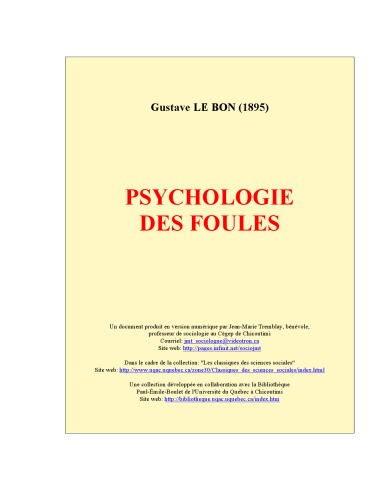 Gustave LE BON (1895)
PSYCHOLOGIE
DES FOULES
Un document produit en version numérique par Jean-Marie Tremblay, bénévole,
professeur de sociologie au Cégep de Chicoutimi
Courriel: jmt_sociologue@videotron.ca
Site web: http://pages.infinit.net/sociojmt
Dans le cadre de la collection: "Les classiques des sciences sociales"
Site web: http://www.uqac.uquebec.ca/zone30/Classiques_des_sciences_sociales/index.html
Une collection développée en collaboration avec la Bibliothèque
Paul-Émile-Boulet de l'Université du Québec à Chicoutimi
Site web: http://bibliotheque.uqac.uquebec.ca/index.htm